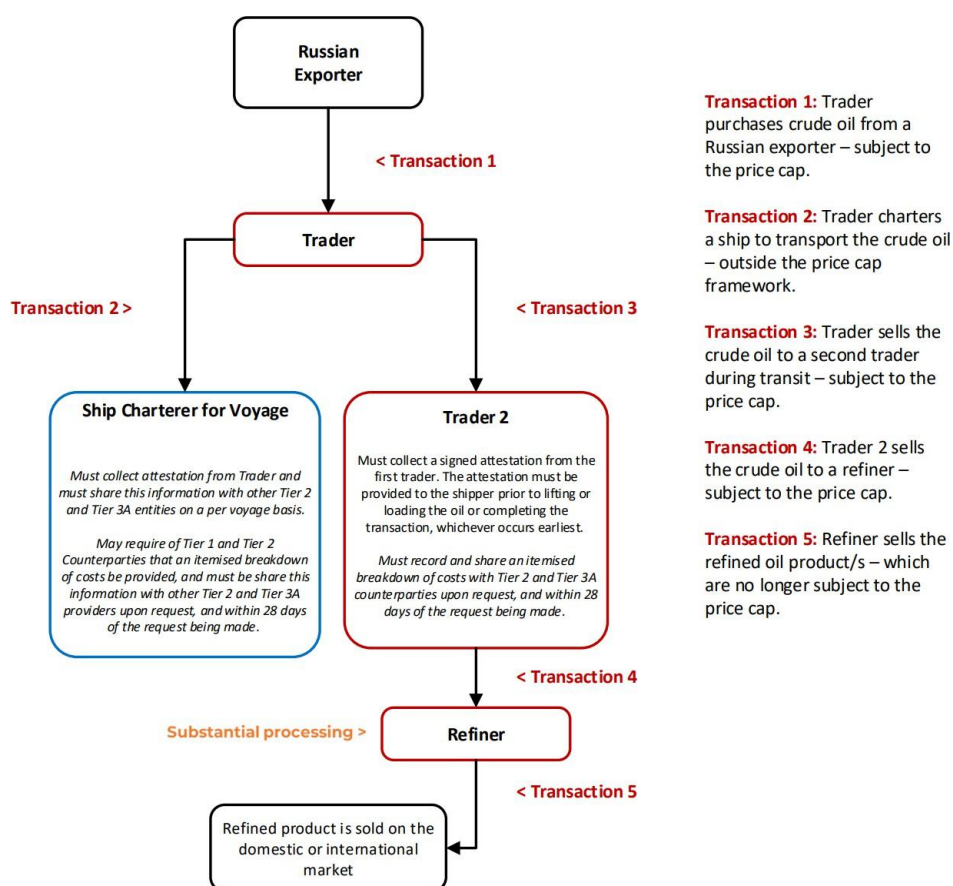 Russian
Exporter
< Transaction 1
Trader
Transaction 2 >
< Transaction 3
Ship Charterer for Voyage
Must collect attestation from Trader and
must share this information with other Tier 2
and Tier 3A entities on a per voyage basis.
May require of Tier 1 and Tier 2
Counterparties that an itemised breakdown
of costs be provided, and must be share this
information with other Tier 2 and Tier 3A
providers upon request, and within 28 days
of the request being made.
Trader 2
Must collect a signed attestation from the
first trader. The attestation must be
provided to the shipper prior to lifting or
loading the oil or completing the
transaction, whichever occurs earliest.
Must record and share an itemised
breakdown of costs with Tier 2 and Tier 3A
counterparties upon request, and within 28
days of the request being made.
< Transaction 4
Substantial processing >
Refiner
< Transaction 5
Refined product is sold on the
domestic or international
market
Transaction 1: Trader
purchases crude oil from a
Russian exporter – subject to
the price cap.
Transaction 2: Trader charters
a ship to transport the crude oil
– outside the price cap
framework.
Transaction 3: Trader sells the
crude oil to a second trader
during transit – subject to the
price cap.
Transaction 4: Trader 2 sells
the crude oil to a refiner –
subject to the price cap.
Transaction 5: Refiner sells the
refined oil product/s – which
are no longer subject to the
price cap.